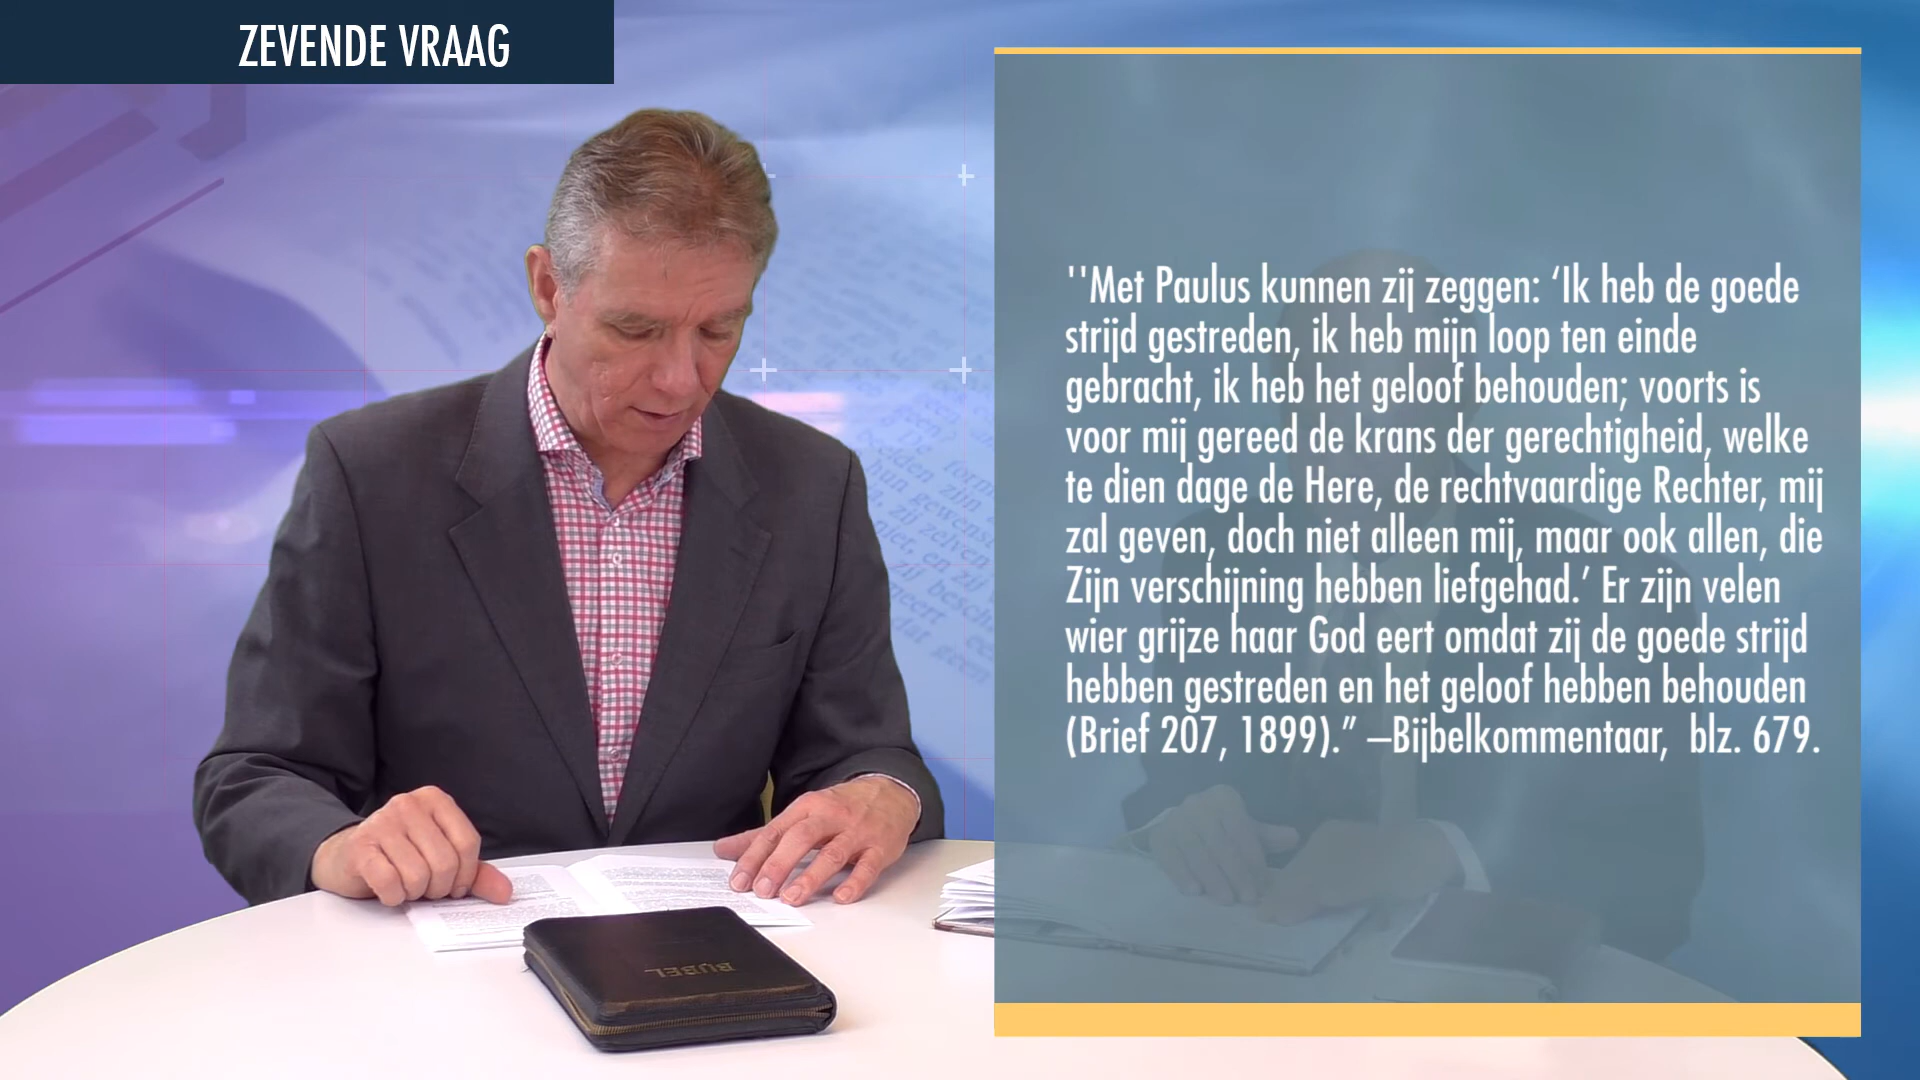 ZEVENDE VRAAG
''Met Paulus kunnen zij zeggen: ‘Ik heb de goede
strijd gestreden, ik heb mijn loop ten einde
gebracht, ik heb het geloof behouden; voorts is
voor mij gereed de krans der gerechtigheid, welke
te dien dage de Here, de rechtvaardige Rechter, mij
zal geven, doch niet alleen mij, maar ook allen, die
Zijn verschijning hebben liefgehad.’ Er zijn velen
wier grijze haar God eert omdat zij de goede strijd
hebben gestreden en het geloof hebben behouden
(Brief 207, 1899).” –Bijbelkommentaar, blz. 679.
BIJBEL